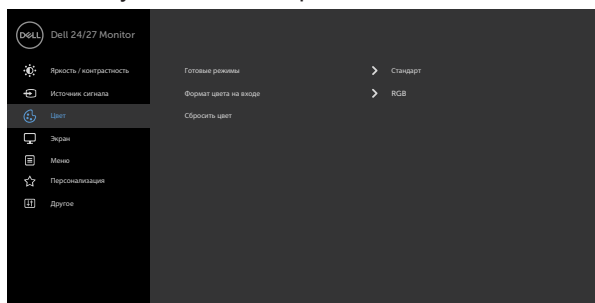 DELL
Dell 24/27 Monitor
Яркость / контрастность
Готовые режимы
Стандарт
Источник сигнала
Формат цвета на входе
RGB
Цвет
Сбросить цвет
Экран
Меню
Персонализация
Другое